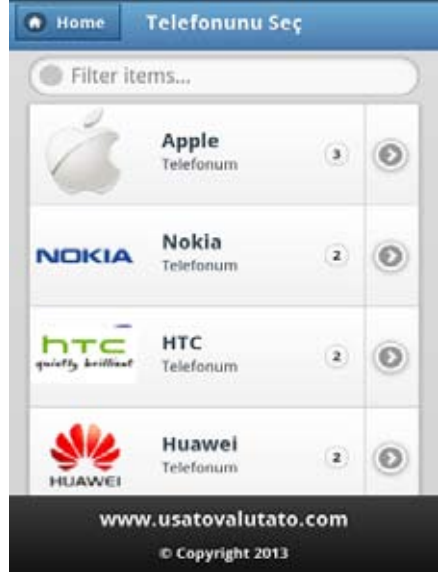 Home
Telefonunu Seç
Filter items...
Apple
Telefonum
3
NOKIA
Nokia
Telefonum
2
hTC
quietly brilliant
HTC
Telefonum
2
HUAWEI
Huawei
Telefonum
2
www.usatovalutato.com
© Copyright 2013